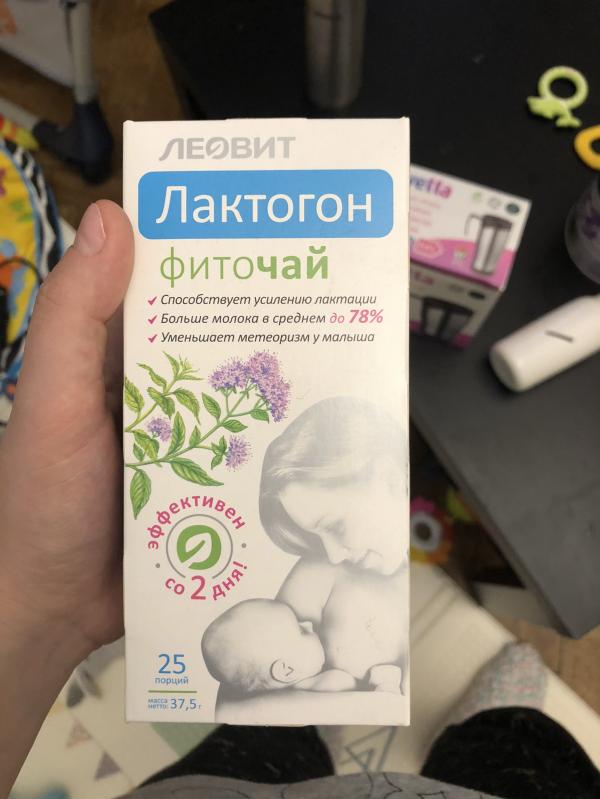 ЛЕОВИТ
Лактогон
фиточай
Способствует усилению лактации
Больше молока в среднем до 78%
Уменьшает метеоризм у малыша
эффективен
со 2 дня!
25
порций
масса
нетто: 37,5 г